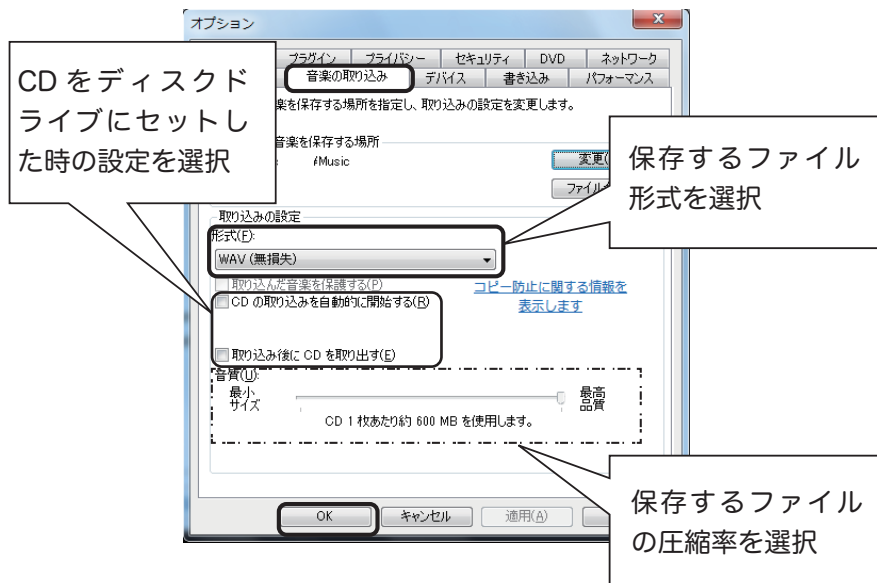 オプション
プラグイン プライバシー セキュリティ DVD ネットワーク
音楽の取り込み デバイス 書き込み パフォーマンス
CD をディスクド
ライブにセットし
た時の設定を選択
楽を保存する場所を指定し、取り込みの設定を変更します。
音楽を保存する場所
Music
変更(
ファイル
保存するファイル
形式を選択
取り込みの設定
形式(F):
WAV (無損失)
取り込んだ音楽を保護する(P)
CD の取り込みを自動的に開始する(R)
コピー防止に関する情報を
表示します
取り込み後に CD を取り出す(E)
音質(U):
最小
サイズ
最高
品質
CD 1 枚あたり約 600 MB を使用します。
保存するファイル
の圧縮率を選択
OK キャンセル 適用(A)